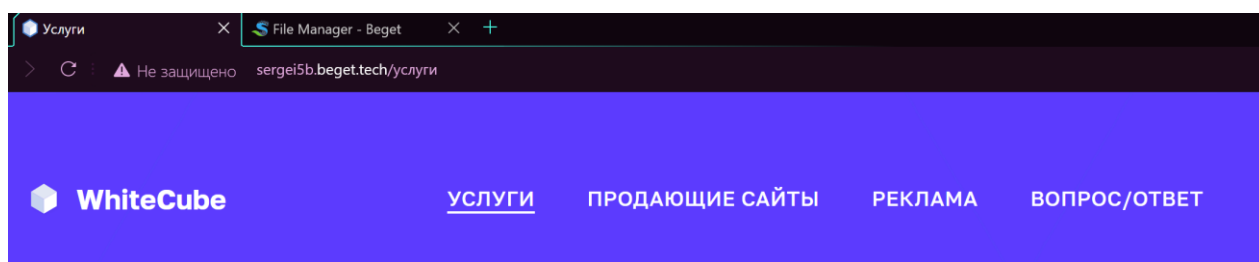 Услуги File Manager - Beget
Не защищено sergei5b.beget.tech/услуги
WhiteCube УСЛУГИ ПРОДАЮЩИЕ САЙТЫ РЕКЛАМА ВОПРОС/ОТВЕТ